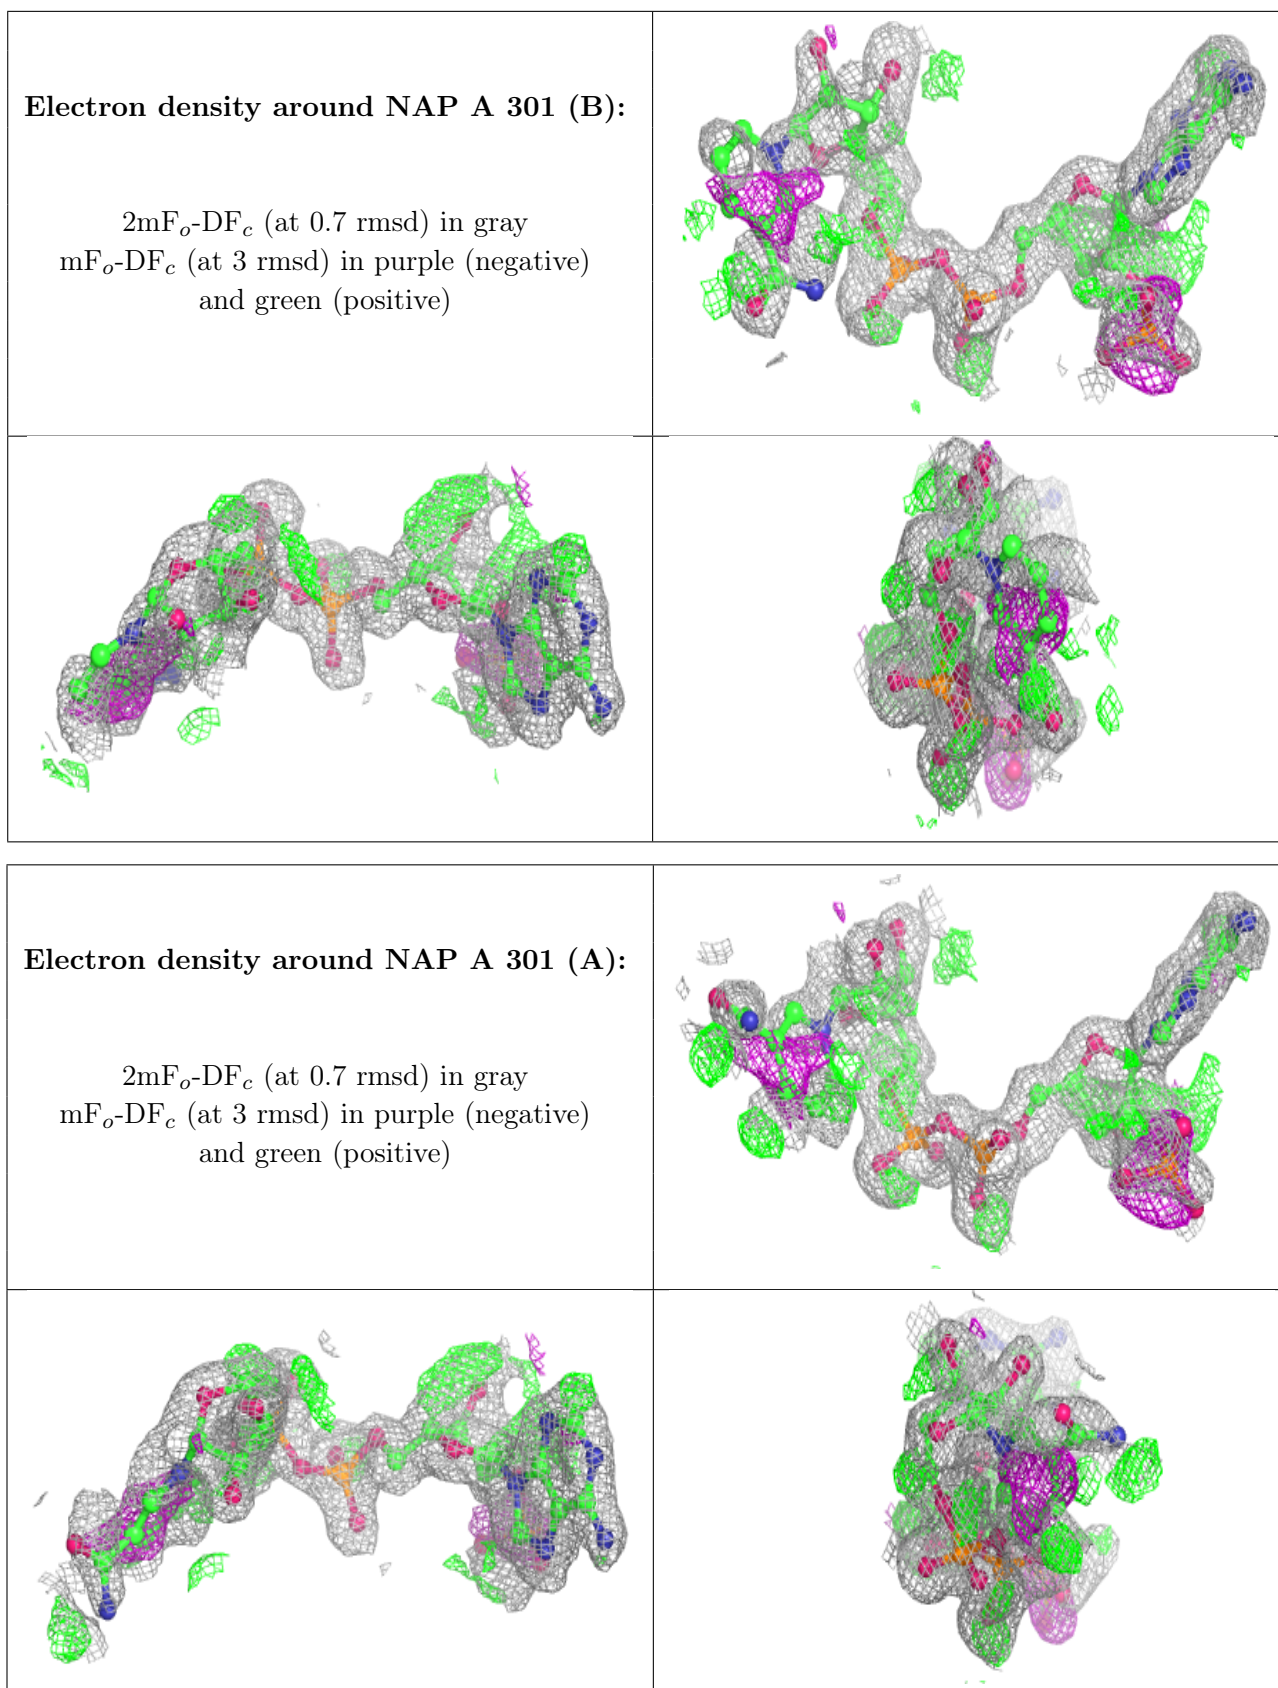 Electron density around NAP A 301 (B):
2mFo-DFc (at 0.7 rmsd) in gray
mFo-DFc (at 3 rmsd) in purple (negative)
and green (positive)
Electron density around NAP A 301 (A):
2mFo-DFc (at 0.7 rmsd) in gray
mFo-DFc (at 3 rmsd) in purple (negative)
and green (positive)